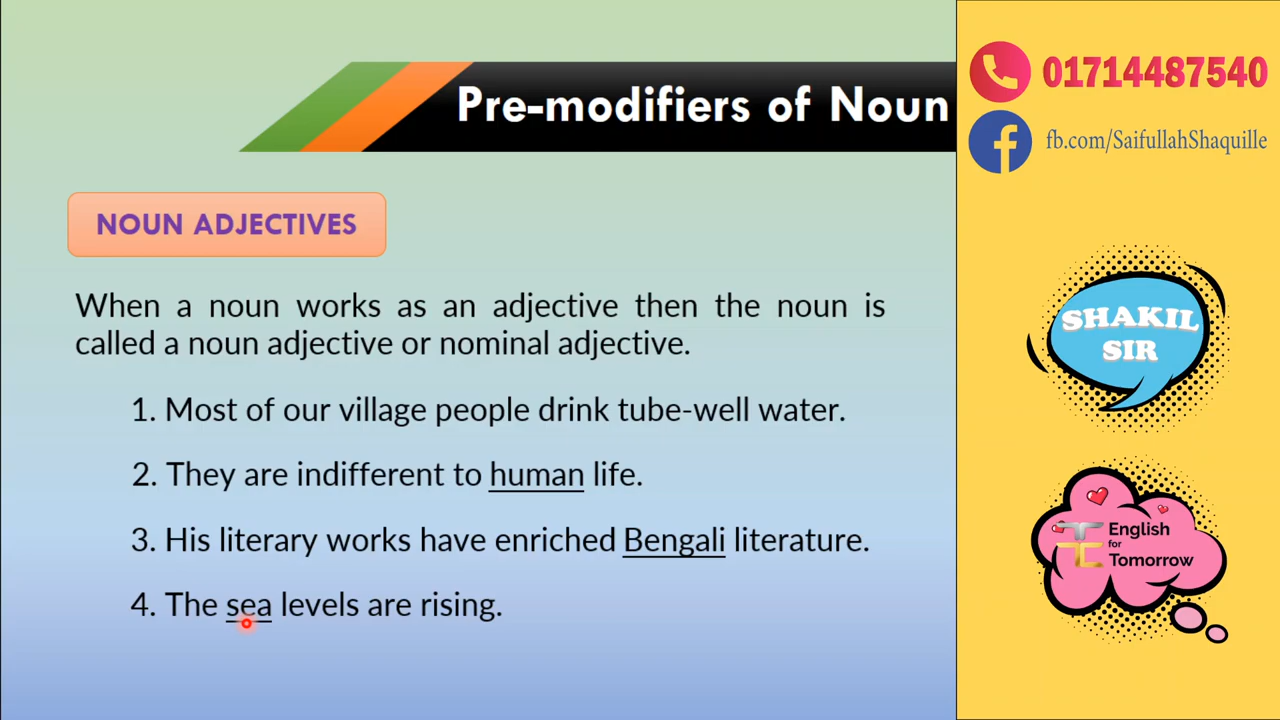 Pre-modifiers of Noun
NOUN ADJECTIVES
When a noun works as an adjective then the noun is
called a noun adjective or nominal adjective.
1. Most of our village people drink tube-well water.
2. They are indifferent to human life.
3. His literary works have enriched Bengali literature.
4. The sea levels are rising.
01714487540
fb.com/SaifullahShaquille
SHAKIL
SIR
English
for
Tomorrow